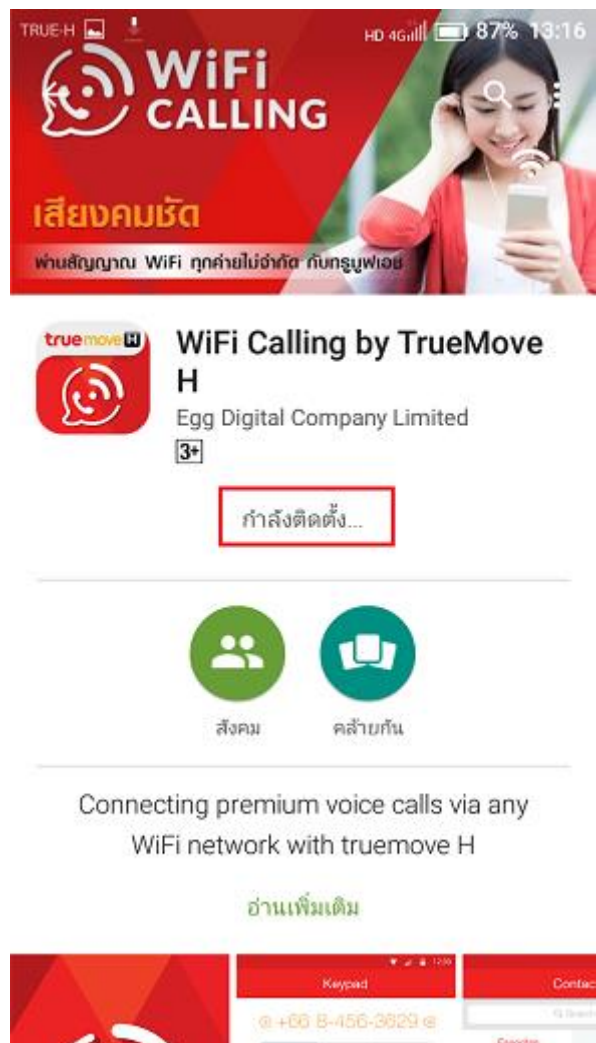 TRUE-H HD 4G 87% 13:16
WiFi
CALLING
เสียงคมชัด
ผ่านสัญญาณ WiFi ทุกค่ายไม่จำกัด กับทรูมูฟเอช
truemove H
WiFi Calling by TrueMove
H
Egg Digital Company Limited
3+
กำลังติดตั้ง...
สังคม คล้ายกัน
Connecting premium voice calls via any
WiFi network with truemove H
อ่านเพิ่มเติม
Keypad Contac
+66 8-456-3629